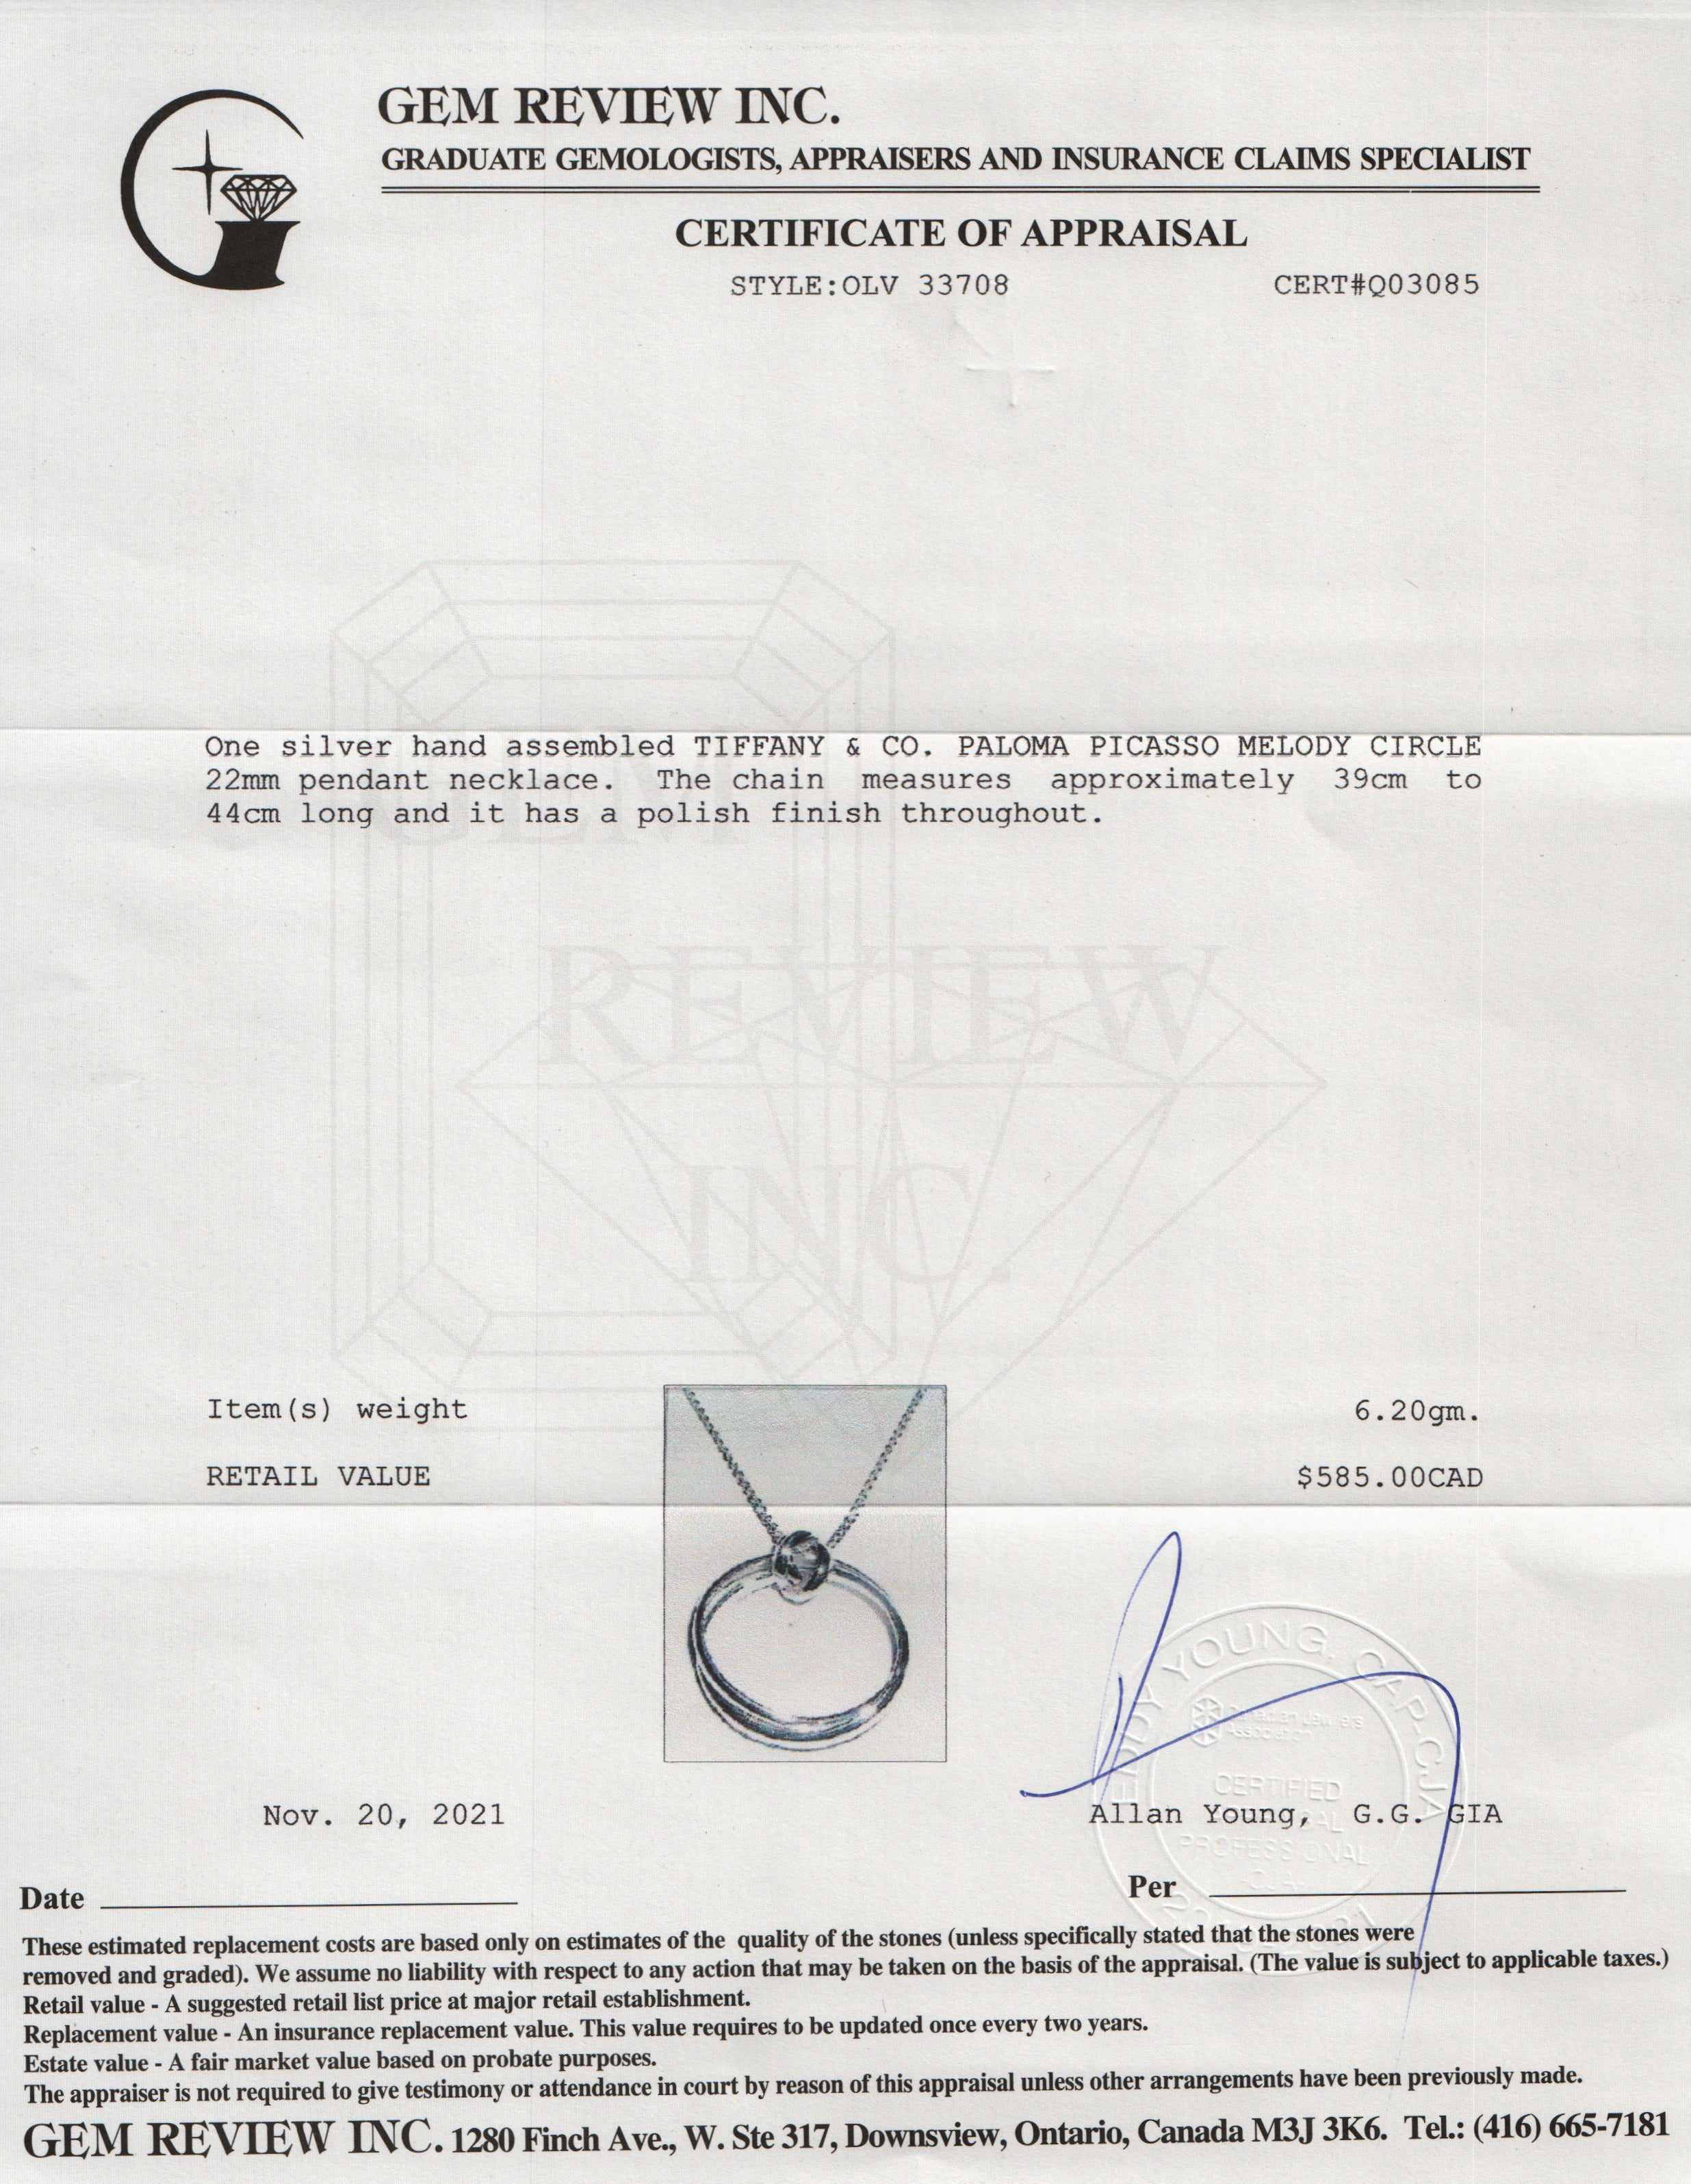 GEM REVIEW INC.
GRADUATE GEMOLOGISTS, APPRAISERS AND INSURANCE CLAIMS SPECIALIST
CERTIFICATE OF APPRAISAL
STYLE:OLV 33708 CERT#Q03085
One silver hand assembled TIFFANY & CO. PALOMA PICASSO MELODY CIRCLE
22mm pendant necklace. The chain measures approximately 39cm to
44cm long and it has a polish finish throughout.
GEM
REVIEW
INC.
Item(s) weight 6.20gm.
RETAIL VALUE $585.00CAD
EDDY YOUNG, CAP-CJA
Canadian Jewellers
Association
CERTIFIED
PROFESSIONAL
Nov. 20, 2021 Allan Young, G.G. GIA
Date Per
These estimated replacement costs are based only on estimates of the quality of the stones (unless specifically stated that the stones were
removed and graded). We assume no liability with respect to any action that may be taken on the basis of the appraisal. (The value is subject to applicable taxes.)
Retail value - A suggested retail list price at major retail establishment.
Replacement value - An insurance replacement value. This value requires to be updated once every two years.
Estate value - A fair market value based on probate purposes.
The appraiser is not required to give testimony or attendance in court by reason of this appraisal unless other arrangements have been previously made.
GEM REVIEW INC. 1280 Finch Ave., W. Ste 317, Downsview, Ontario, Canada M3J 3K6. Tel.: (416) 665-7181